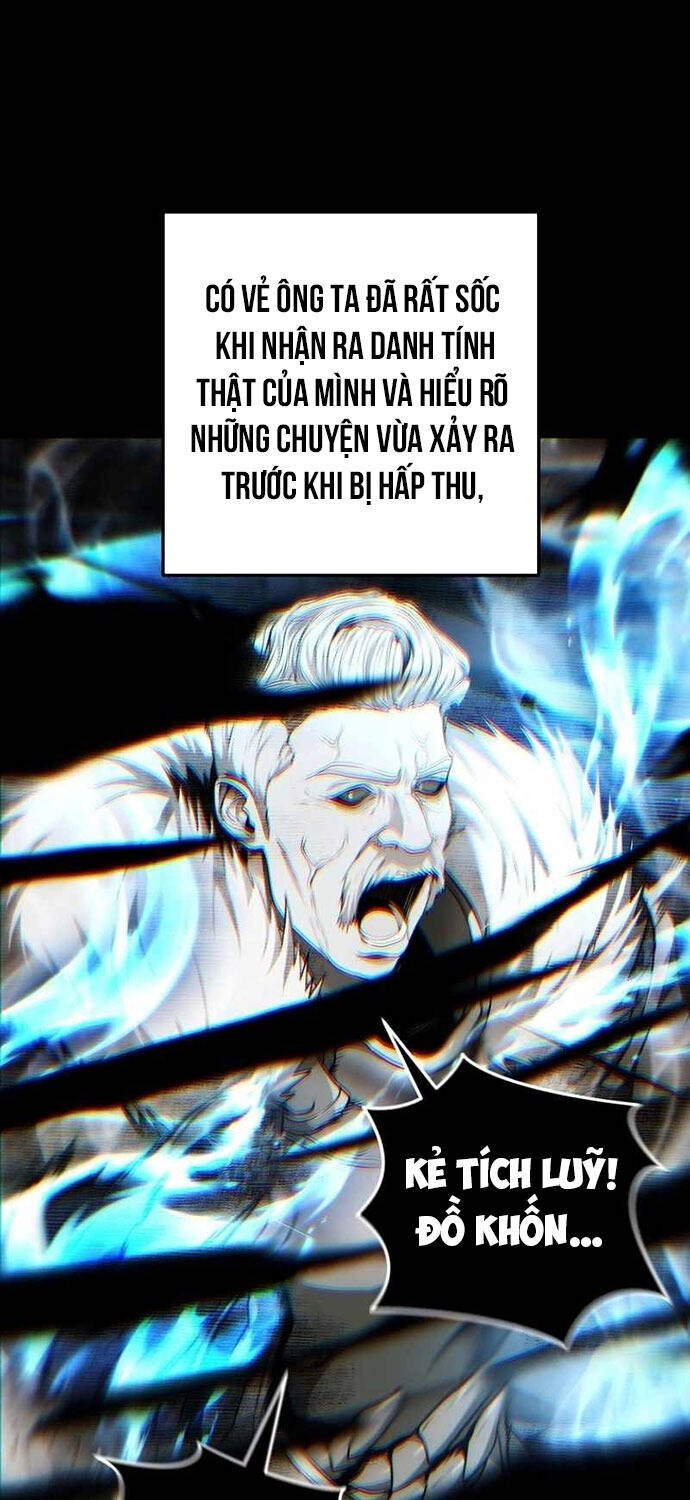 CÓ VẺ ÔNG TA ĐÃ RẤT SỐC
KHI NHẬN RA DANH TÍNH
THẬT CỦA MÌNH VÀ HIỂU RÕ
NHỮNG CHUYỆN VỪA XẢY RA
TRƯỚC KHI BỊ HẤP THU,
KẺ TÍCH LUỸ!
ĐỒ KHỐN...